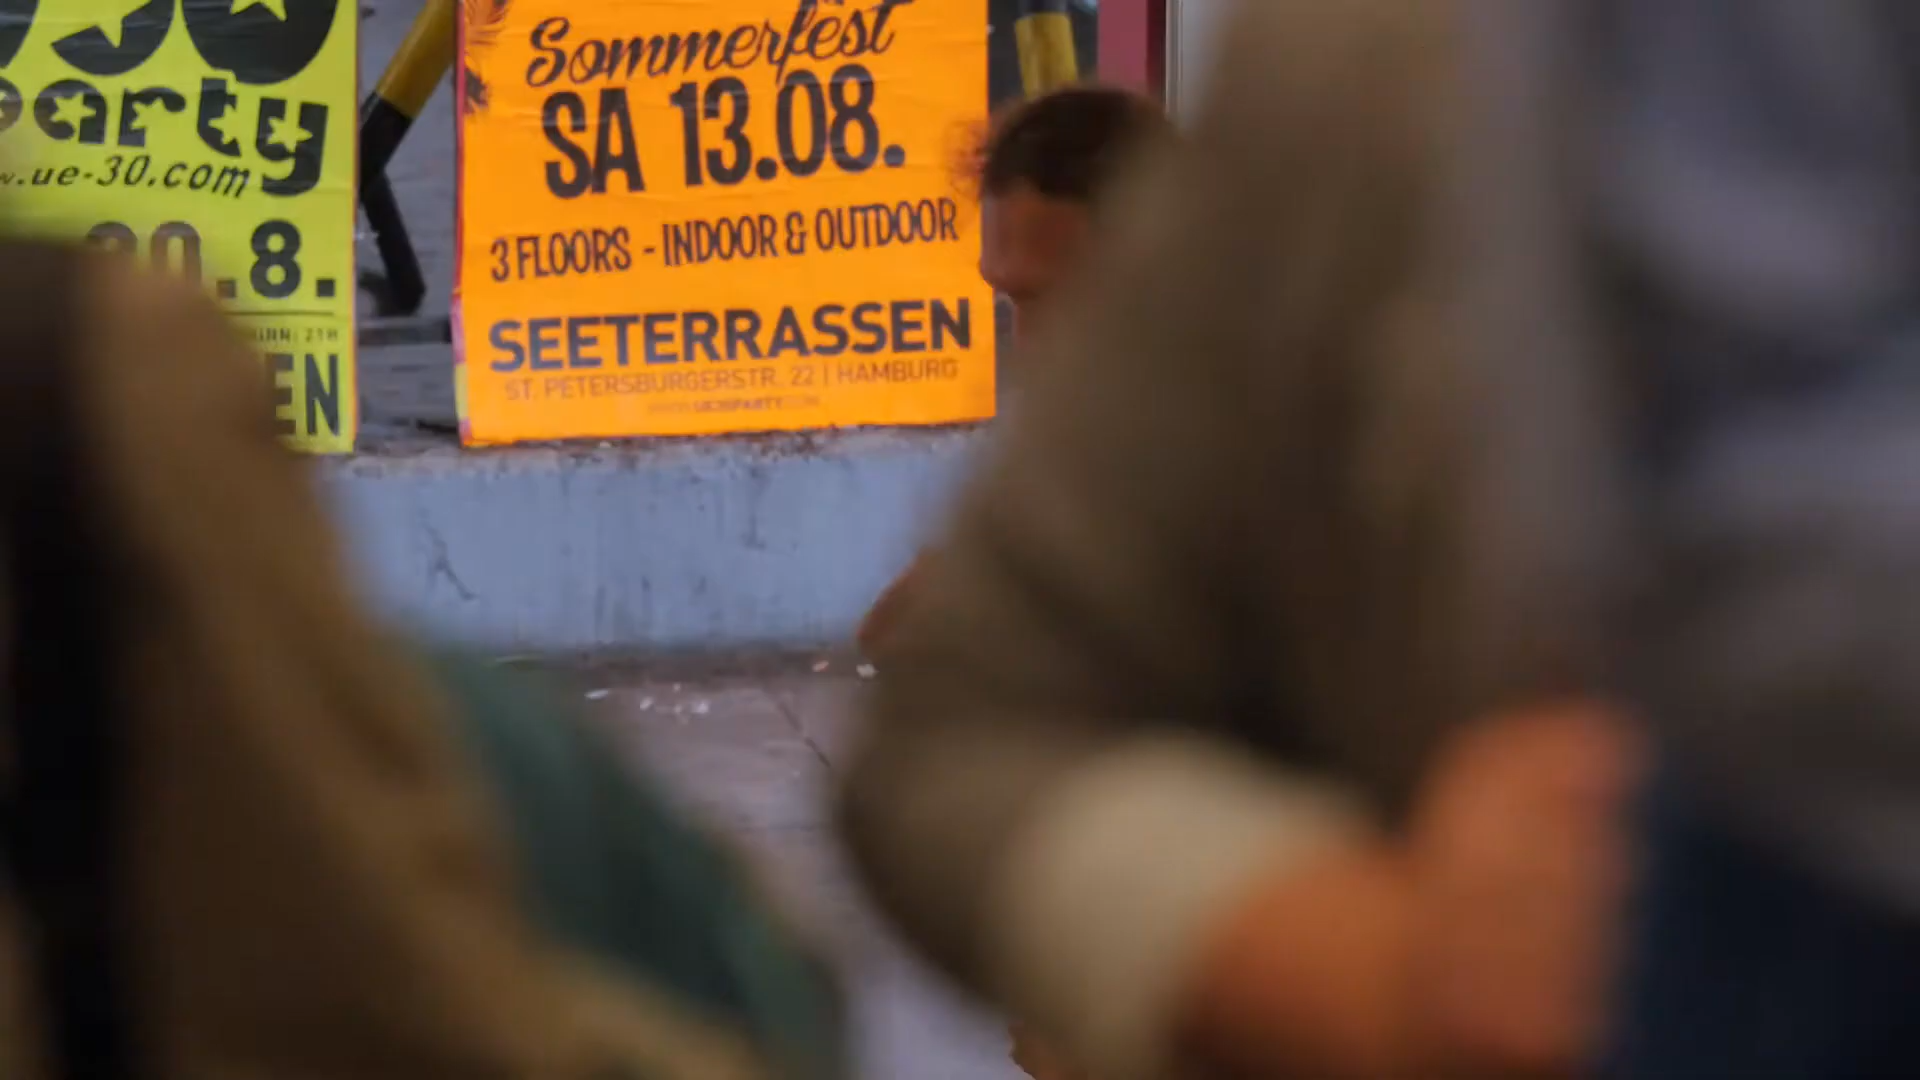 party
.ue-30.com
.8.
EN
Sommerfest
SA 13.08.
3 FLOORS - INDOOR & OUTDOOR
SEETERRASSEN
ST. PETERSBURGERSTR. 22 | HAMBURG